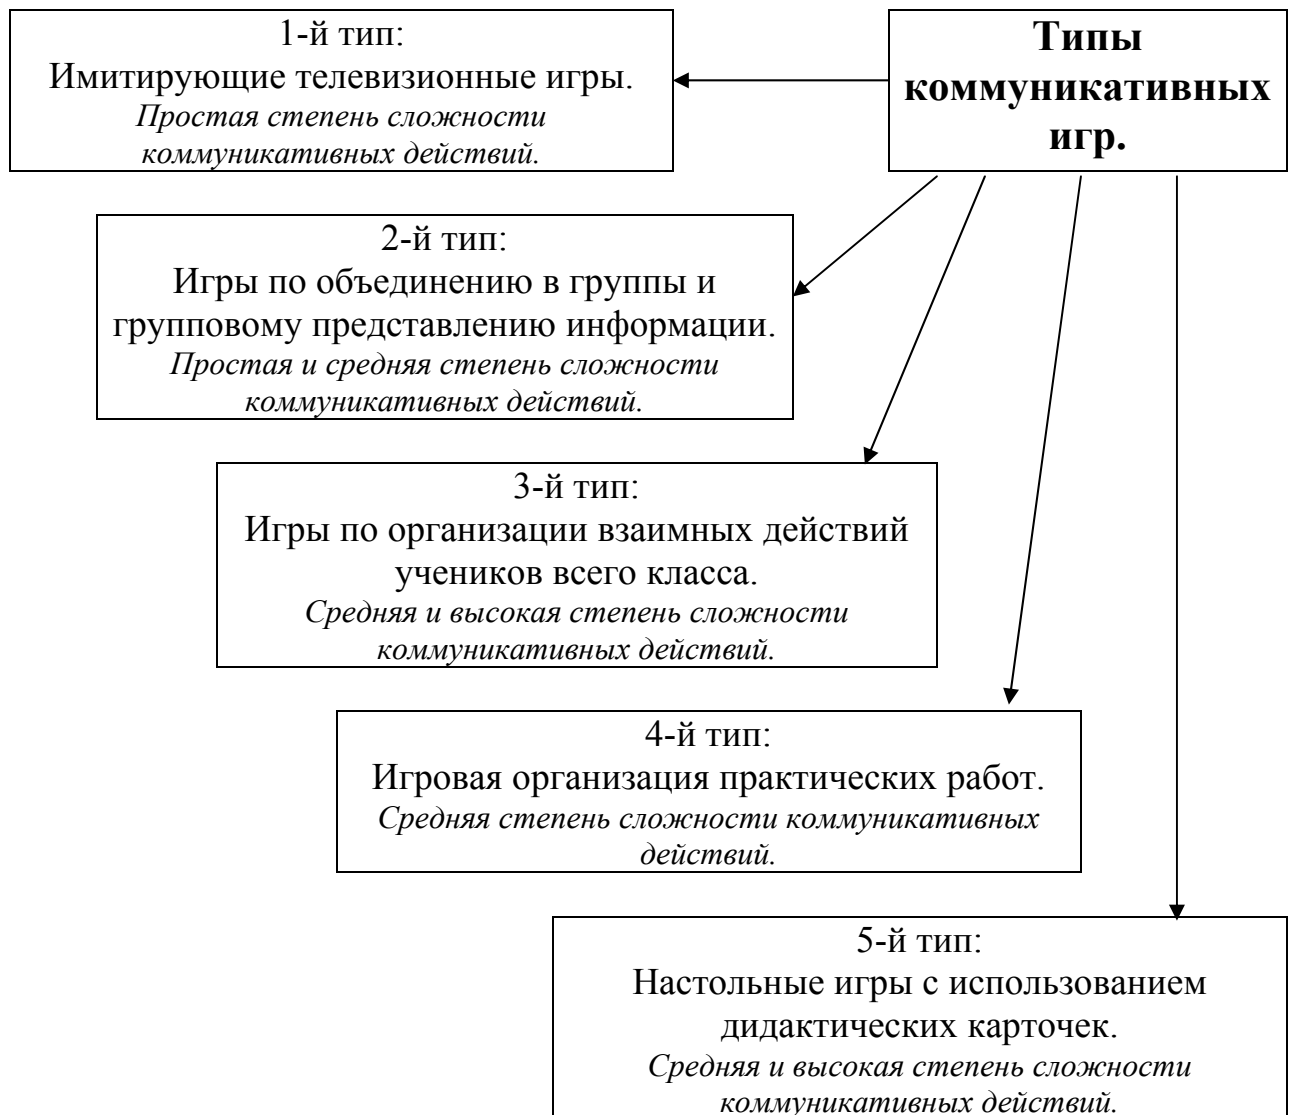 Типы
коммуникативных
игр.
1-й тип:
Имитирующие телевизионные игры.
Простая степень сложности
коммуникативных действий.
2-й тип:
Игры по объединению в группы и
групповому представлению информации.
Простая и средняя степень сложности
коммуникативных действий.
3-й тип:
Игры по организации взаимных действий
учеников всего класса.
Средняя и высокая степень сложности
коммуникативных действий.
4-й тип:
Игровая организация практических работ.
Средняя степень сложности коммуникативных
действий.
5-й тип:
Настольные игры с использованием
дидактических карточек.
Средняя и высокая степень сложности
коммуникативных действий.